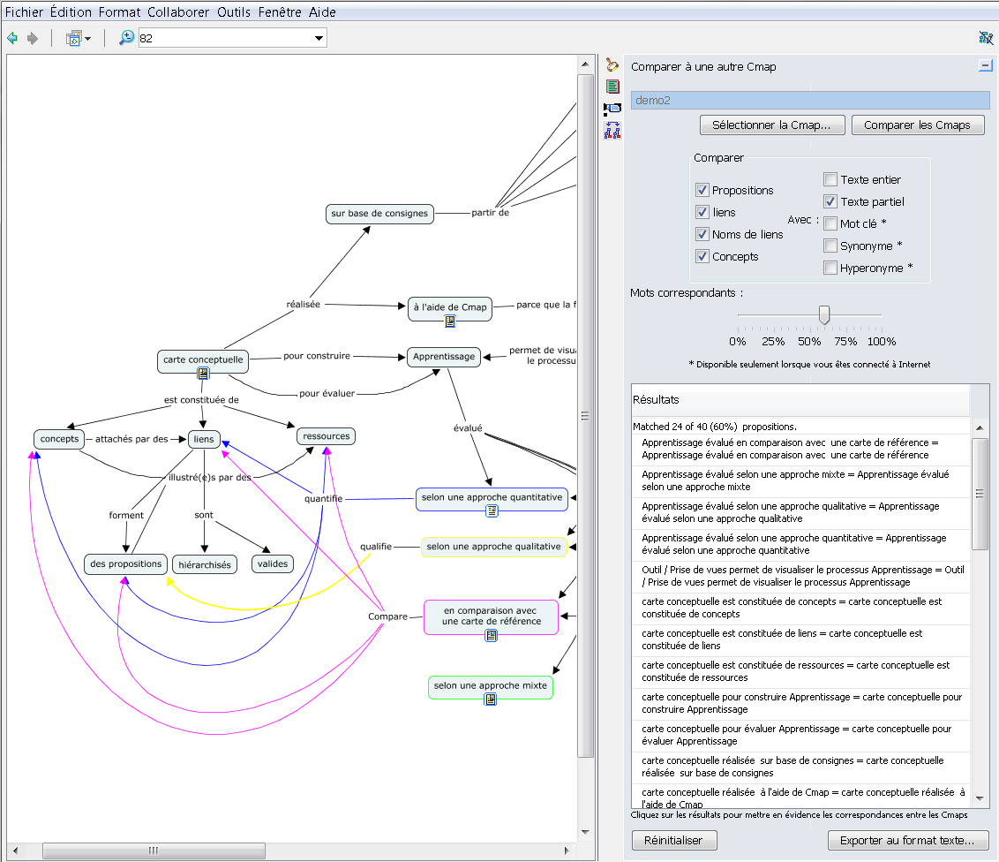 Fichier Édition Format Collaborer Outils Fenêtre Aide
82
sur base de consignes
partir de
réalisée
à l'aide de Cmap
parce que la f
carte conceptuelle
pour construire
Apprentissage
permet de visua
le processu
pour évaluer
est constituée de
concepts
attachés par des
liens
ressources
évalué
illustré(e)s par des
quantifie
selon une approche quantitative
forment
sont
qualifie
selon une approche qualitative
des propositions
hiérarchisés
valides
Compare
en comparaison avec
une carte de référence
selon une approche mixte
Comparer à une autre Cmap
demo2
Sélectionner la Cmap...
Comparer les Cmaps
Comparer
Propositions
liens
Noms de liens
Concepts
Avec :
Texte entier
Texte partiel
Mot clé *
Synonyme *
Hyperonyme *
Mots correspondants :
0% 25% 50% 75% 100%
* Disponible seulement lorsque vous êtes connecté à Internet
Résultats
Matched 24 of 40 (60%) propositions.
Apprentissage évalué en comparaison avec une carte de référence =
Apprentissage évalué en comparaison avec une carte de référence
Apprentissage évalué selon une approche mixte = Apprentissage évalué
selon une approche mixte
Apprentissage évalué selon une approche qualitative = Apprentissage
évalué selon une approche qualitative
Apprentissage évalué selon une approche quantitative = Apprentissage
évalué selon une approche quantitative
Outil / Prise de vues permet de visualiser le processus Apprentissage = Outil
/ Prise de vues permet de visualiser le processus Apprentissage
carte conceptuelle est constituée de concepts = carte conceptuelle est
constituée de concepts
carte conceptuelle est constituée de liens = carte conceptuelle est
constituée de liens
carte conceptuelle est constituée de ressources = carte conceptuelle est
constituée de ressources
carte conceptuelle pour construire Apprentissage = carte conceptuelle pour
construire Apprentissage
carte conceptuelle pour évaluer Apprentissage = carte conceptuelle pour
évaluer Apprentissage
carte conceptuelle réalisée sur base de consignes = carte conceptuelle
réalisée sur base de consignes
carte conceptuelle réalisée à l'aide de Cmap = carte conceptuelle réalisée à
l'aide de Cmap
Cliquez sur les résultats pour mettre en évidence les correspondances entre les Cmaps
Réinitialiser
Exporter au format texte...